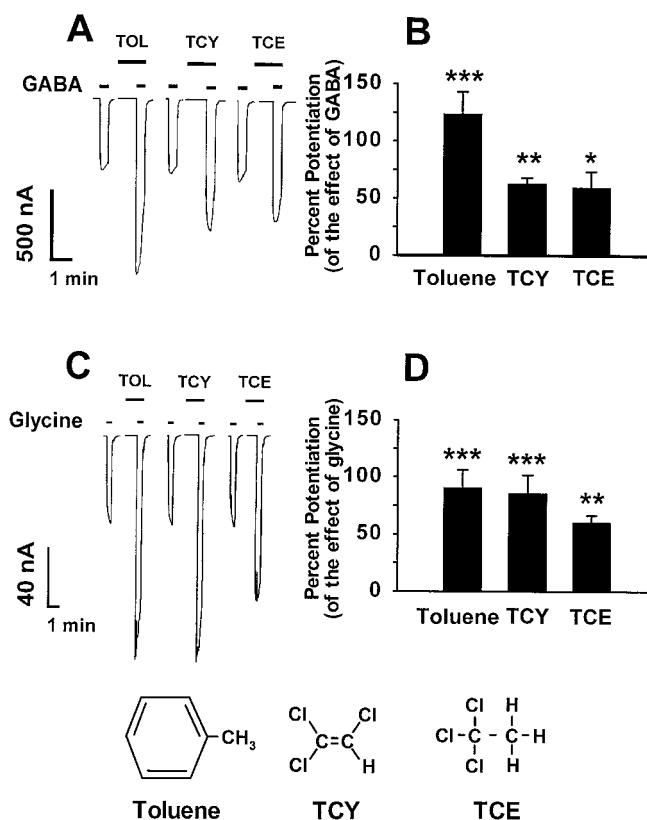 A
TOL TCY TCE
GABA
500 nA
1 min
B
Percent Potentiation
(of the effect of GABA)
150
100
50
0
***
**
*
Toluene TCY TCE
C
TOL TCY TCE
Glycine
40 nA
1 min
D
Percent Potentiation
(of the effect of glycine)
150
100
50
0
***
***
**
Toluene TCY TCE
CH3
Toluene
Cl Cl
C=C
Cl H
TCY
Cl H
Cl-C-C-H
Cl H
TCE